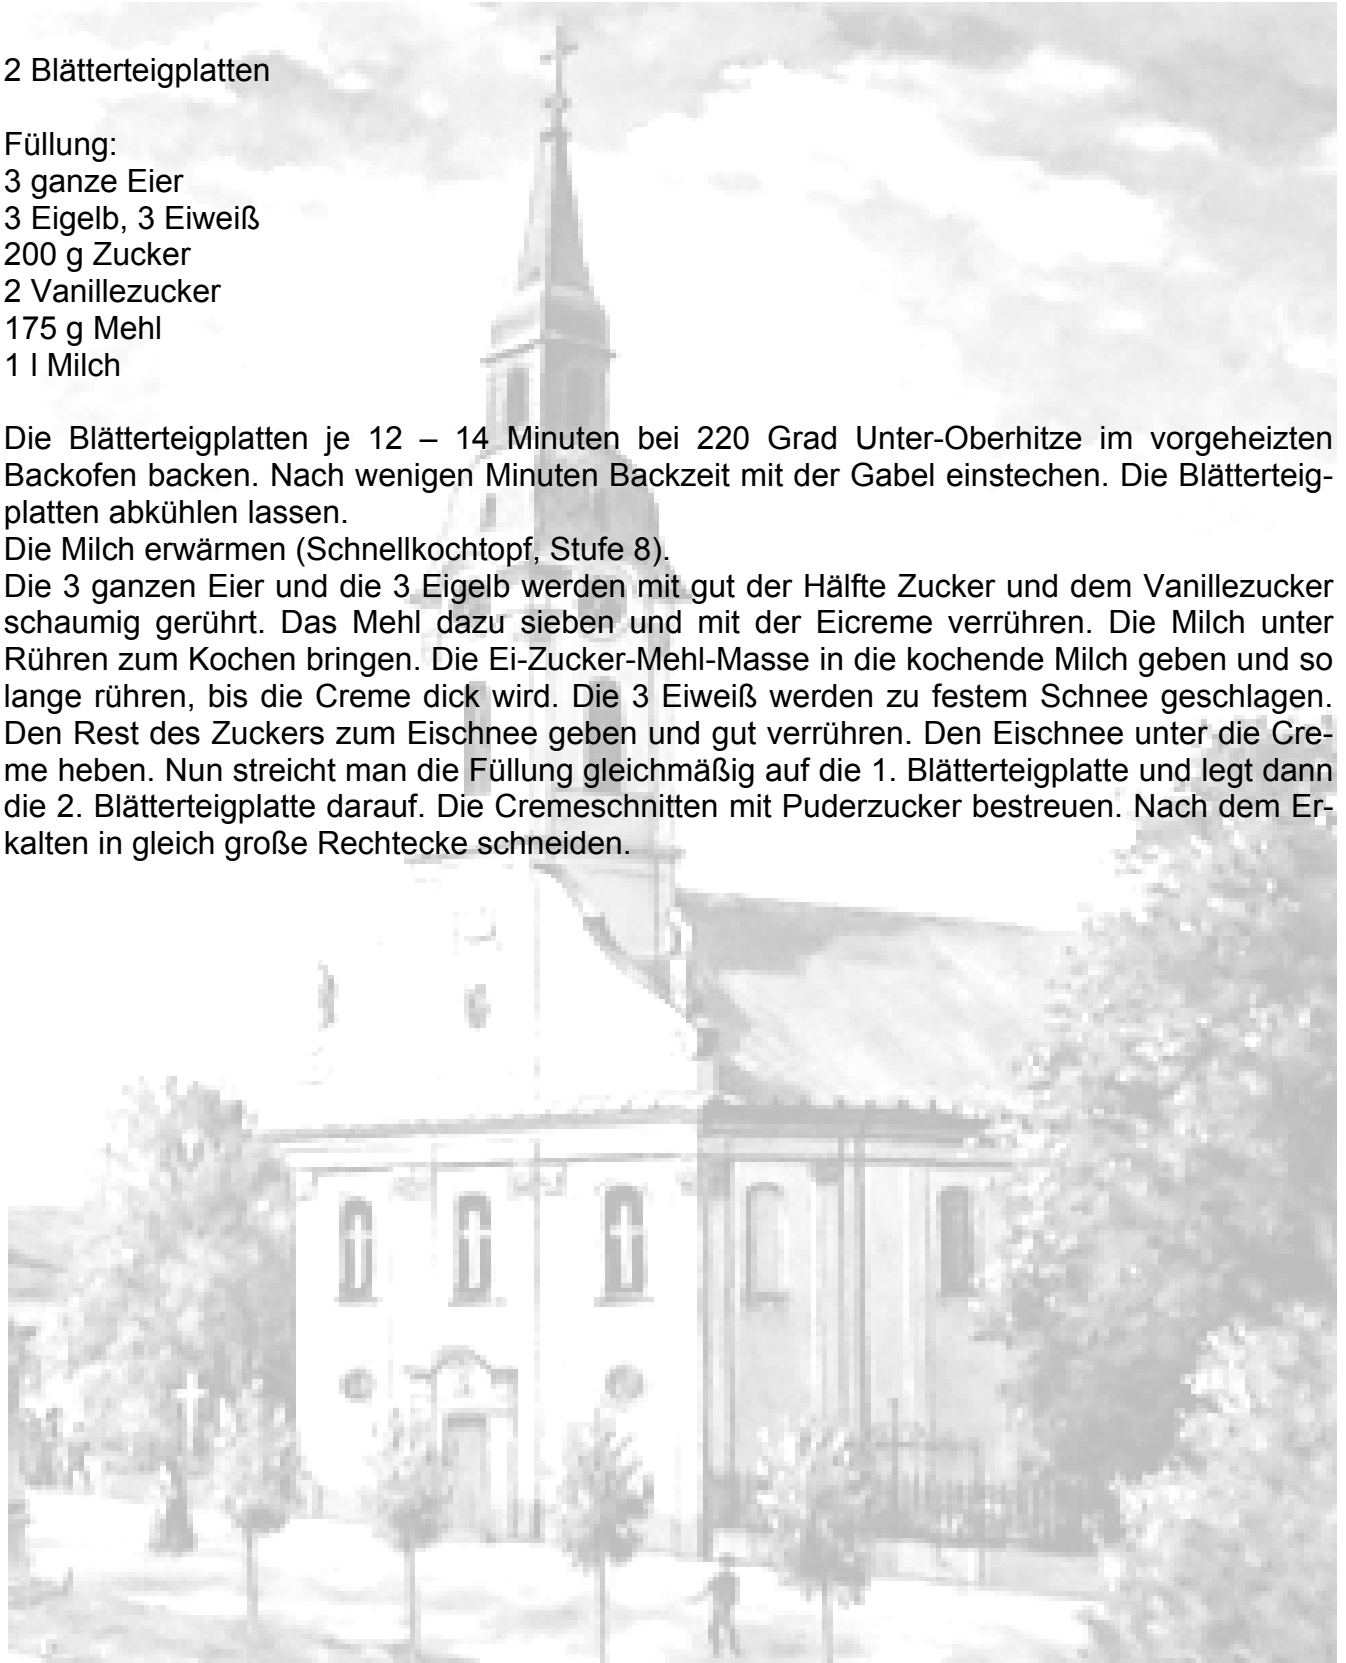 2 Blätterteigplatten
Füllung:
3 ganze Eier
3 Eigelb, 3 Eiweiß
200 g Zucker
2 Vanillezucker
175 g Mehl
1 l Milch
Die Blätterteigplatten je 12 – 14 Minuten bei 220 Grad Unter-Oberhitze im vorgeheizten
Backofen backen. Nach wenigen Minuten Backzeit mit der Gabel einstechen. Die Blätterteig-
platten abkühlen lassen.
Die Milch erwärmen (Schnellkochtopf, Stufe 8).
Die 3 ganzen Eier und die 3 Eigelb werden mit gut der Hälfte Zucker und dem Vanillezucker
schaumig gerührt. Das Mehl dazu sieben und mit der Eicreme verrühren. Die Milch unter
Rühren zum Kochen bringen. Die Ei-Zucker-Mehl-Masse in die kochende Milch geben und so
lange rühren, bis die Creme dick wird. Die 3 Eiweiß werden zu festem Schnee geschlagen.
Den Rest des Zuckers zum Eischnee geben und gut verrühren. Den Eischnee unter die Cre-
me heben. Nun streicht man die Füllung gleichmäßig auf die 1. Blätterteigplatte und legt dann
die 2. Blätterteigplatte darauf. Die Cremeschnitten mit Puderzucker bestreuen. Nach dem Er-
kalten in gleich große Rechtecke schneiden.